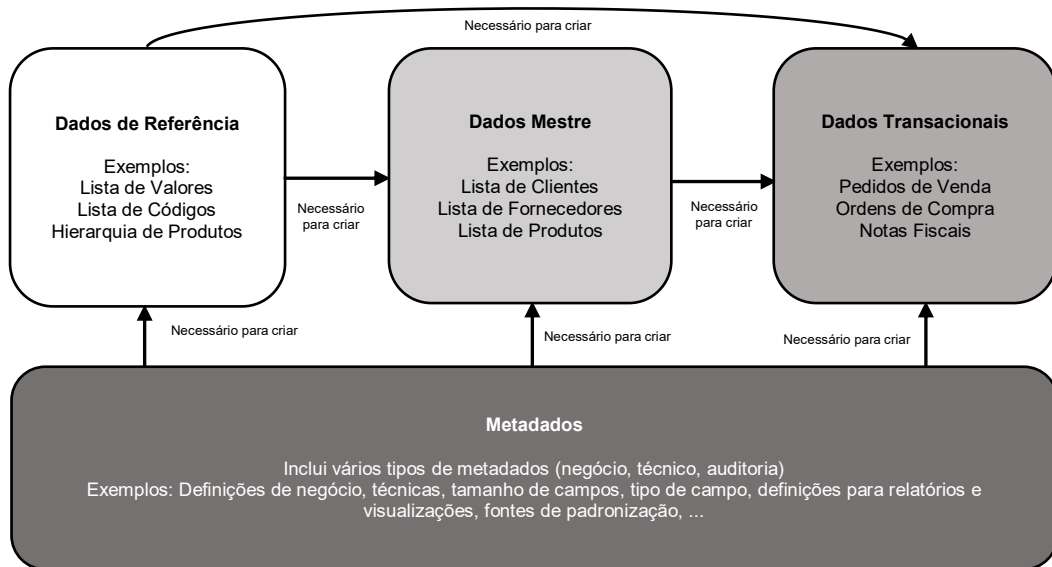 Necessário para criar
Dados de Referência
Exemplos:
Lista de Valores
Lista de Códigos
Hierarquia de Produtos
Necessário
para criar
Dados Mestre
Exemplos:
Lista de Clientes
Lista de Fornecedores
Lista de Produtos
Necessário
para criar
Dados Transacionais
Exemplos:
Pedidos de Venda
Ordens de Compra
Notas Fiscais
Necessário para criar
Necessário para criar
Necessário para criar
Metadados
Inclui vários tipos de metadados (negócio, técnico, auditoria)
Exemplos: Definições de negócio, técnicas, tamanho de campos, tipo de campo, definições para relatórios e
visualizações, fontes de padronização, ...